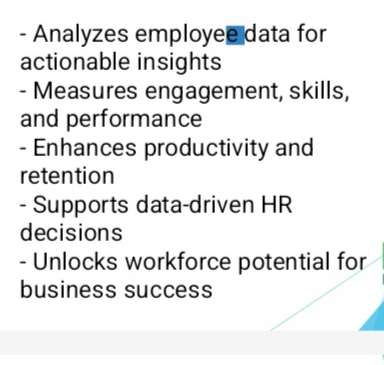 - Analyzes employee data for
actionable insights
- Measures engagement, skills,
and performance
- Enhances productivity and
retention
- Supports data-driven HR
decisions
- Unlocks workforce potential for
business success